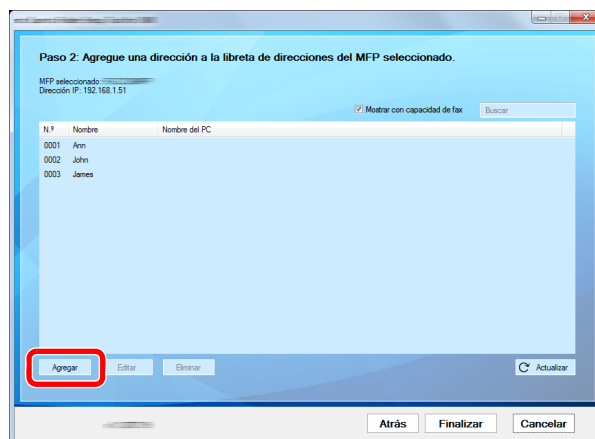 Paso 2: Agregue una dirección a la libreta de direcciones del MFP seleccionado.
MFP seleccionado:
Dirección IP: 192.168.1.51
Mostrar con capacidad de fax Buscar
N.º Nombre Nombre del PC
0001 Ann
0002 John
0003 James
Agregar Editar Eliminar Actualizar
Atrás Finalizar Cancelar